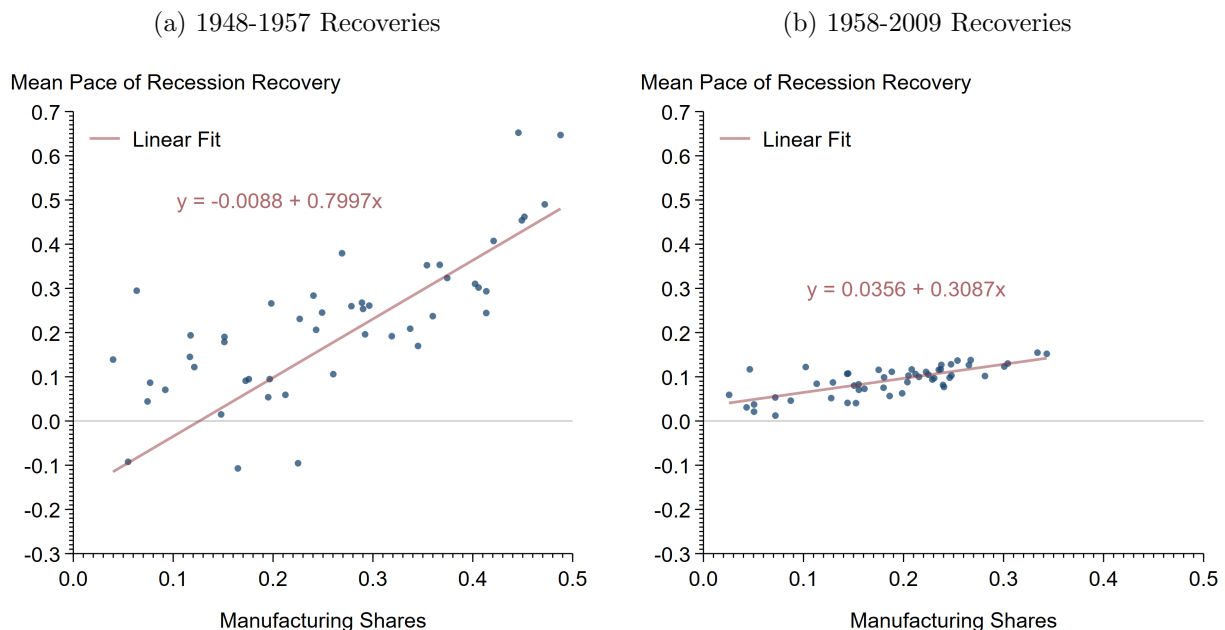 (a) 1948-1957 Recoveries
Mean Pace of Recession Recovery
0.7
0.6
0.5
0.4
0.3
0.2
0.1
0.0
-0.1
-0.2
-0.3
Linear Fit
y = -0.0088 + 0.7997x
0.0 0.1 0.2 0.3 0.4 0.5
Manufacturing Shares
(b) 1958-2009 Recoveries
Mean Pace of Recession Recovery
0.7
0.6
0.5
0.4
0.3
0.2
0.1
0.0
-0.1
-0.2
-0.3
Linear Fit
y = 0.0356 + 0.3087x
0.0 0.1 0.2 0.3 0.4 0.5
Manufacturing Shares